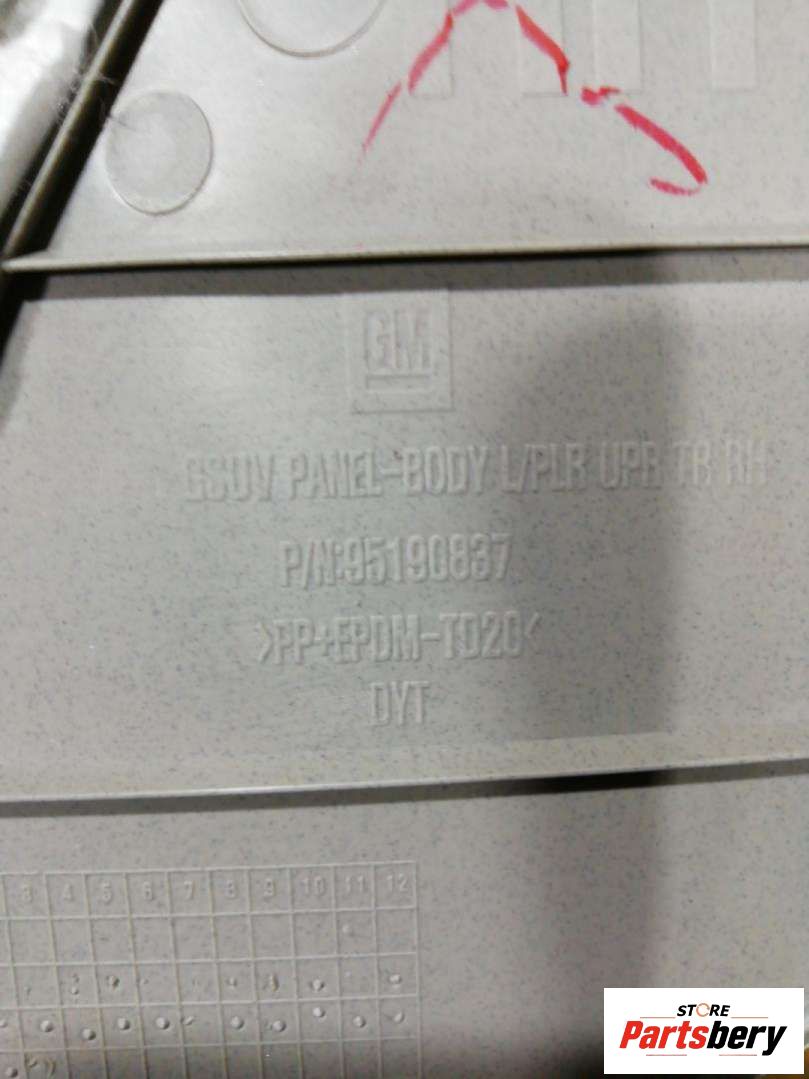 GM
GSUV PANEL-BODY L/PLR UPR TR RH
P/N:95190837
>PP+EPDM-TD20<
DYT
3 4 5 6 7 8 9 10 11 12
STORE
Partsbery